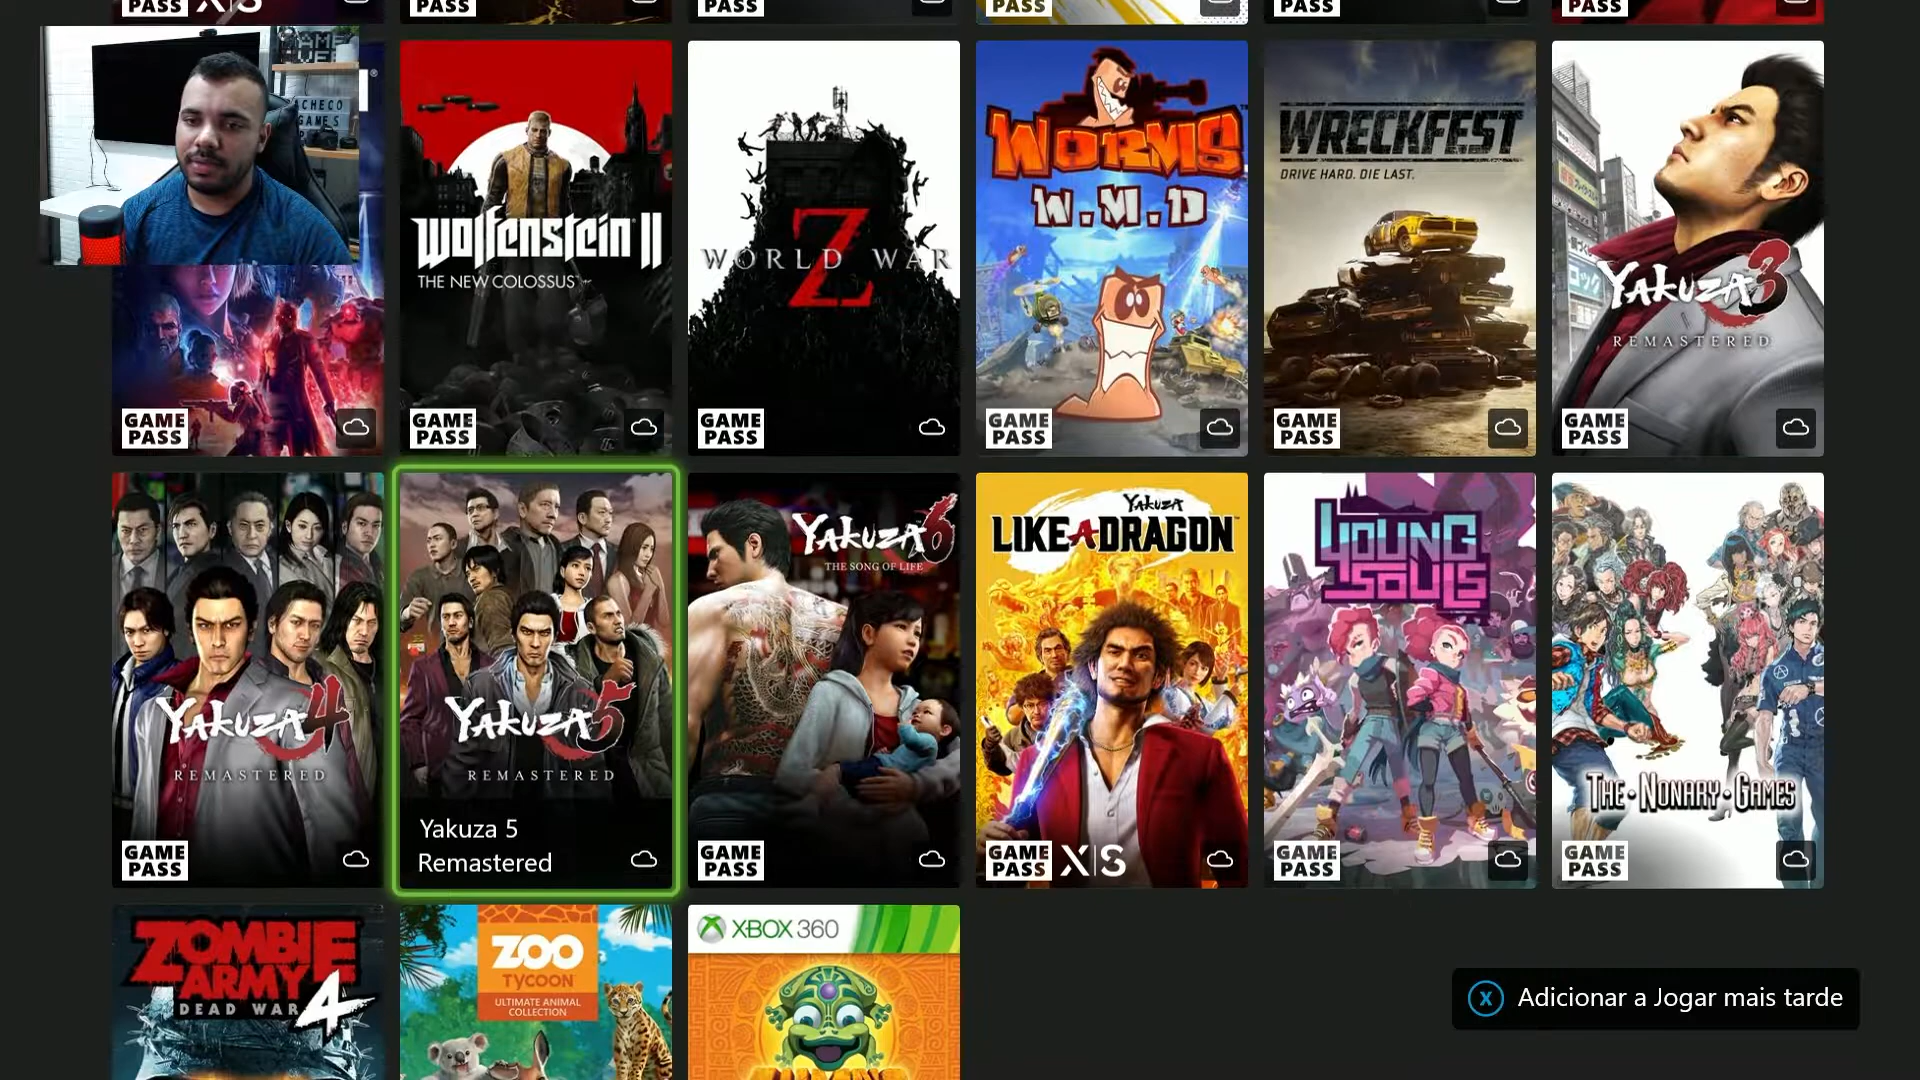 PASS
X|S
PASS
PASS
PASS
PASS
PASS
GAME
PACHECO
GAMES
Wolfenstein II
THE NEW COLOSSUS
GAME
PASS
GAME
PASS
WORLD WAR
Z
GAME
PASS
WORMS
W.M.D
GAME
PASS
WRECKFEST
DRIVE HARD. DIE LAST.
GAME
PASS
YAKUZA 3
REMASTERED
GAME
PASS
YAKUZA 4
REMASTERED
GAME
PASS
YAKUZA 5
REMASTERED
Yakuza 5
Remastered
YAKUZA 6
THE SONG OF LIFE
GAME
PASS
YAKUZA
LIKE A DRAGON
GAME
PASS
X|S
YOUNG
SOULS
GAME
PASS
THE NONARY GAMES
GAME
PASS
ZOMBIE
ARMY 4
DEAD WAR
ZOO
TYCOON
ULTIMATE ANIMAL
COLLECTION
XBOX 360
X Adicionar a Jogar mais tarde